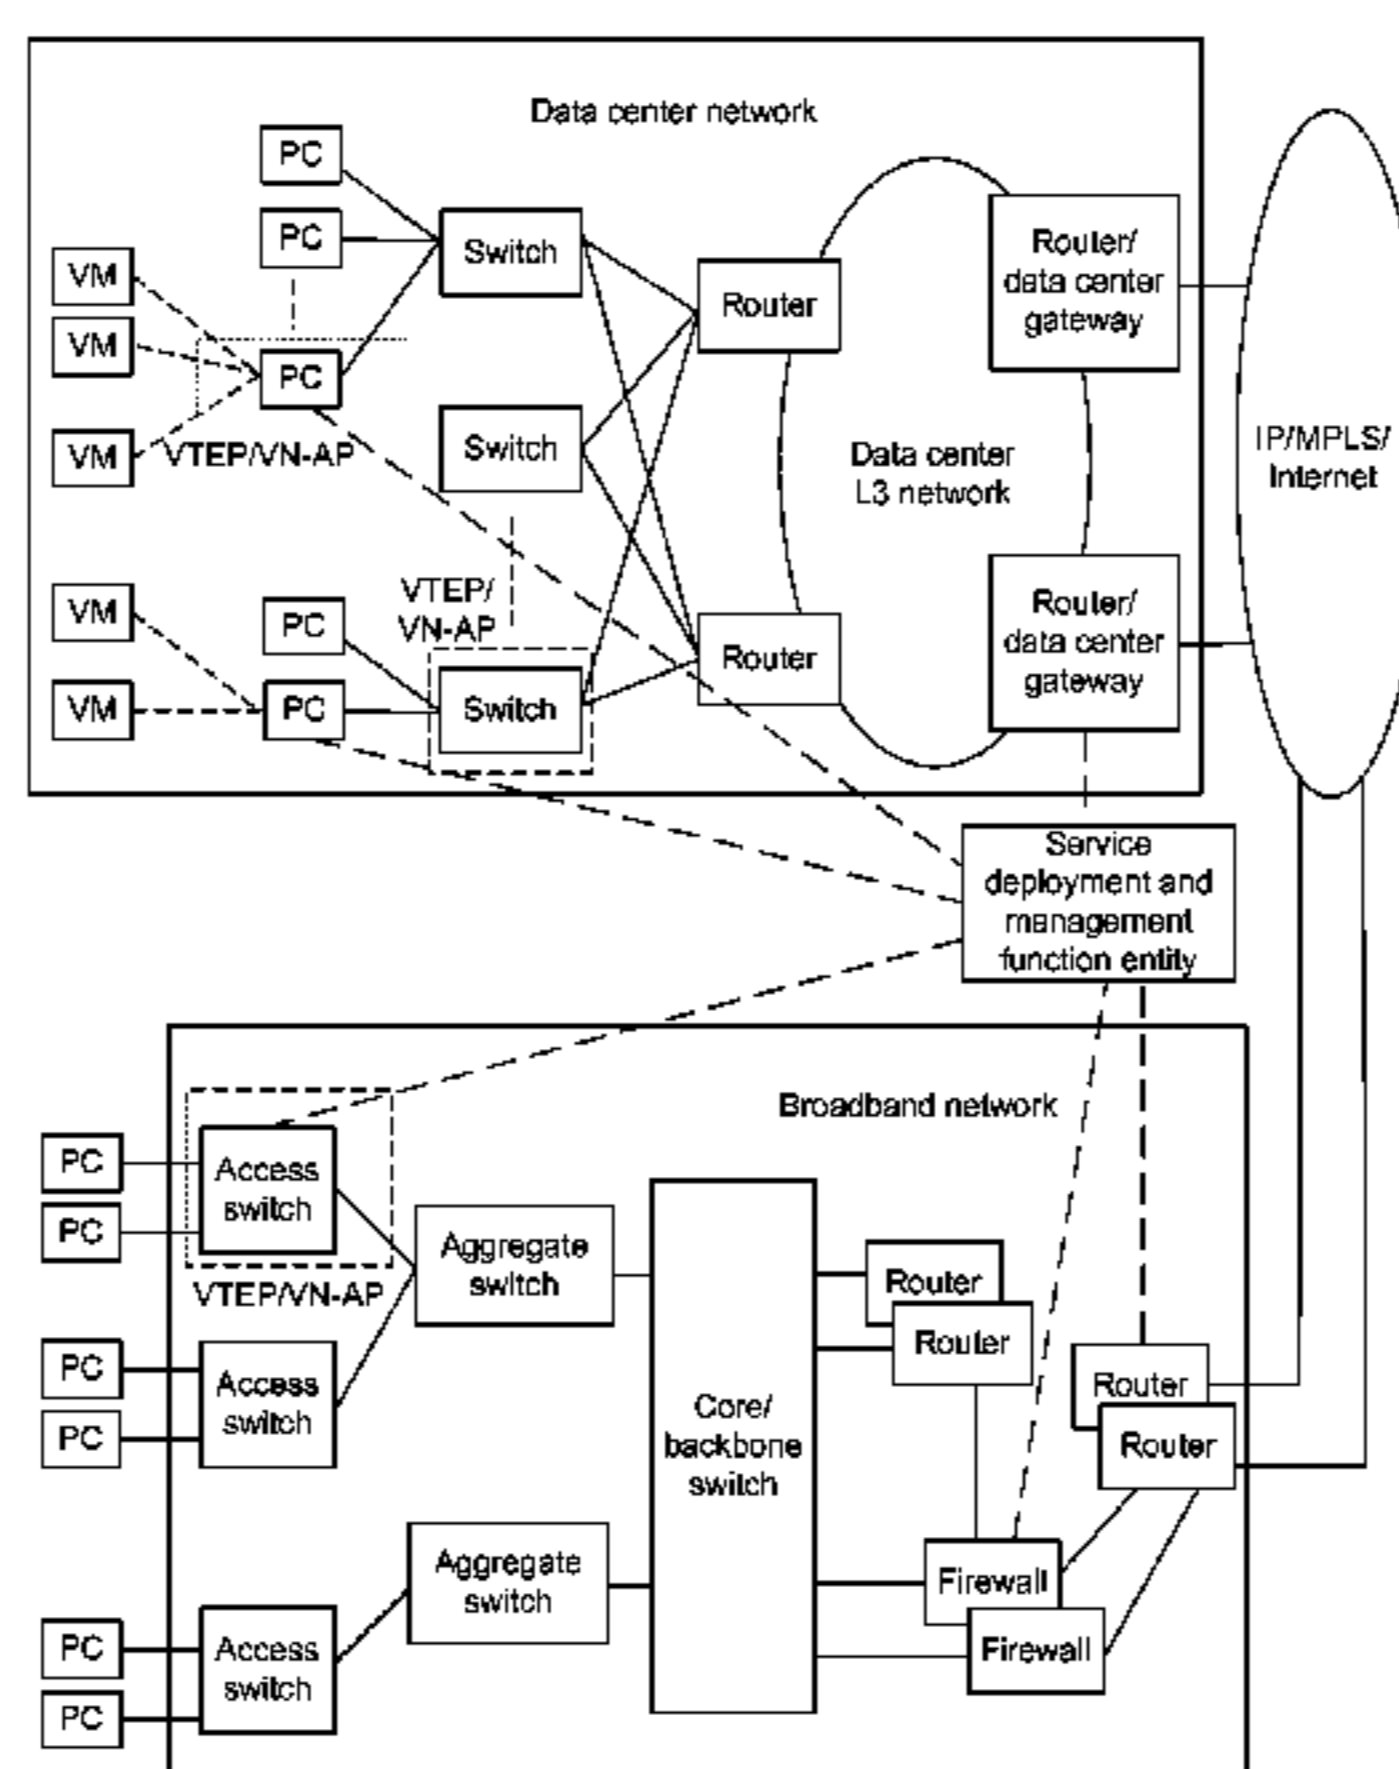 Data center network
PC
PC
Switch
VM
VM
PC
VM
VTEP/VN-AP
Switch
Router
Router/
data center
gateway
Data center
L3 network
IP/MPLS/
Internet
VTEP/
VN-AP
VM
PC
VM
PC
Switch
Router
Router/
data center
gateway
Service
deployment and
management
function entity
Broadband network
PC
PC
Access
switch
VTEP/VN-AP
Aggregate
switch
PC
PC
Access
switch
Core/
backbone
switch
Router
Router
Router
Router
Aggregate
switch
Firewall
Firewall
PC
PC
Access
switch